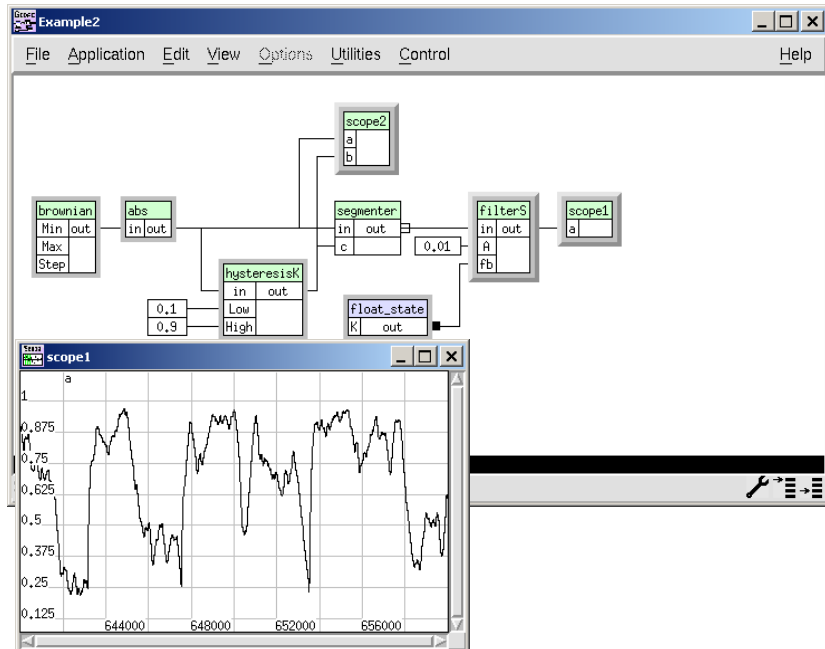 Example2
File Application Edit View Options Utilities Control Help
scope2
a
b
brownian
Min out
Max
Step
abs
in out
segmenter
in out
c
filterS
in out
A
fb
0.01
scope1
a
hysteresisK
in out
Low
High
0.1
0.9
float_state
K out
scope1
a
1
0.875
0.75
0.625
0.5
0.375
0.25
0.125
644000 648000 652000 656000